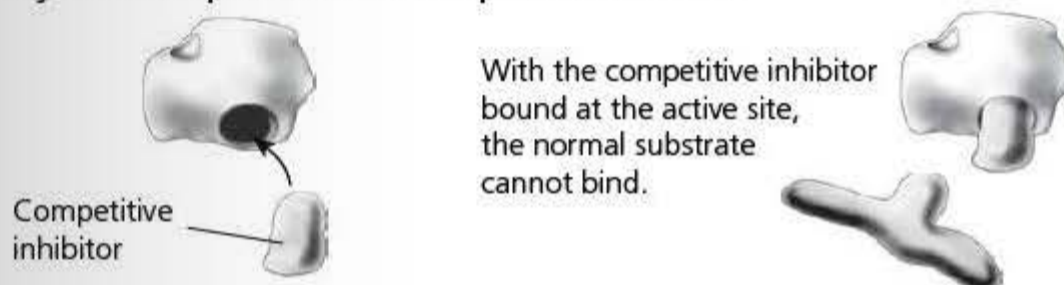 Competitive
inhibitor
With the competitive inhibitor
bound at the active site,
the normal substrate
cannot bind.